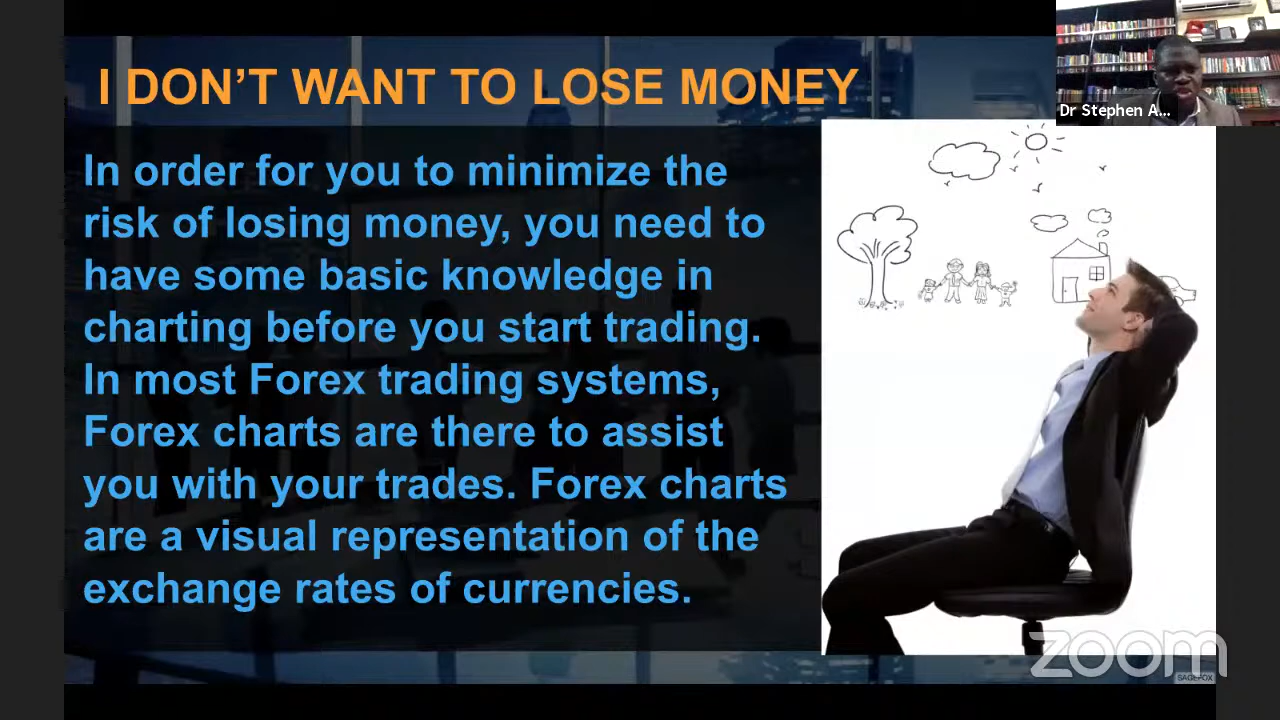 I DON'T WANT TO LOSE MONEY
Dr Stephen A...
In order for you to minimize the
risk of losing money, you need to
have some basic knowledge in
charting before you start trading.
In most Forex trading systems,
Forex charts are there to assist
you with your trades. Forex charts
are a visual representation of the
exchange rates of currencies.
zoom
SAGEFOX